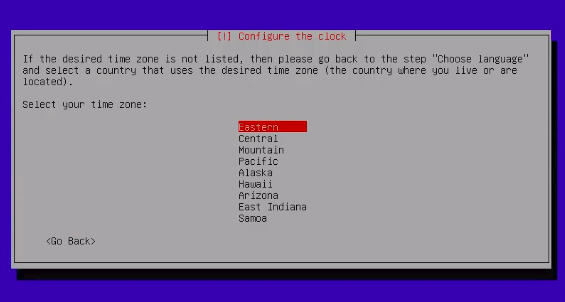 [!] Configure the clock
If the desired time zone is not listed, then please go back to the step "Choose language"
and select a country that uses the desired time zone (the country where you live or are
located).
Select your time zone:
Eastern
Central
Mountain
Pacific
Alaska
Hawaii
Arizona
East Indiana
Samoa
<Go Back>